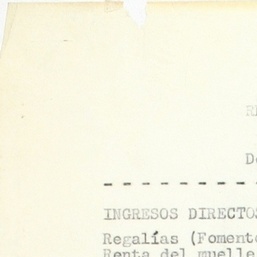 - - - - - - - - - -
INGRESOS DIRECTOS
Regalías (Fomento
Renta del muelle